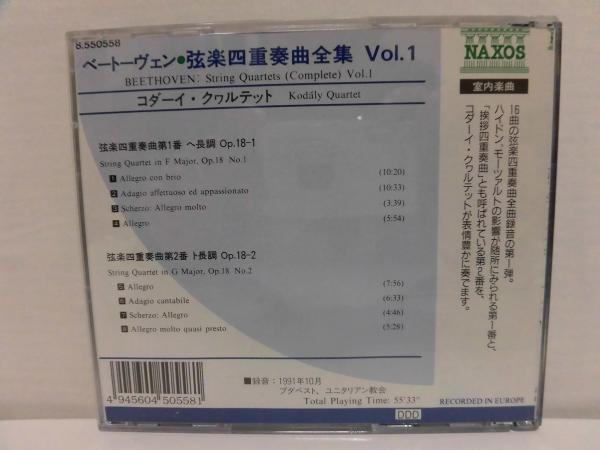 8.550558
ベートーヴェン●弦楽四重奏曲全集 Vol.1
BEETHOVEN: String Quartets (Complete) Vol.1
コダーイ・クヮルテット Kodály Quartet
弦楽四重奏曲第1番 ヘ長調 Op.18-1
String Quartet in F Major, Op.18 No.1
1 Allegro con brio (10:20)
2 Adagio affettuoso ed appassionato (10:33)
3 Scherzo: Allegro molto (3:39)
4 Allegro (5:54)
弦楽四重奏曲第2番 ト長調 Op.18-2
String Quartet in G Major, Op.18 No.2
5 Allegro (7:56)
6 Adagio cantabile (6:33)
7 Scherzo: Allegro (4:46)
8 Allegro molto quasi presto (5:28)
■録音：1991年10月
ブダペスト、ユニタリアン教会
Total Playing Time: 55'33"
4 945604 505581
DDD
NAXOS
室内楽曲
16曲の弦楽四重奏曲全曲録音の第1弾。
ハイドン、モーツァルトの影響が随所にみられる第1番と、
「挨拶四重奏曲」とも呼ばれている第2番を、
コダーイ・クヮルテットが表情豊かに奏でます。
RECORDED IN EUROPE